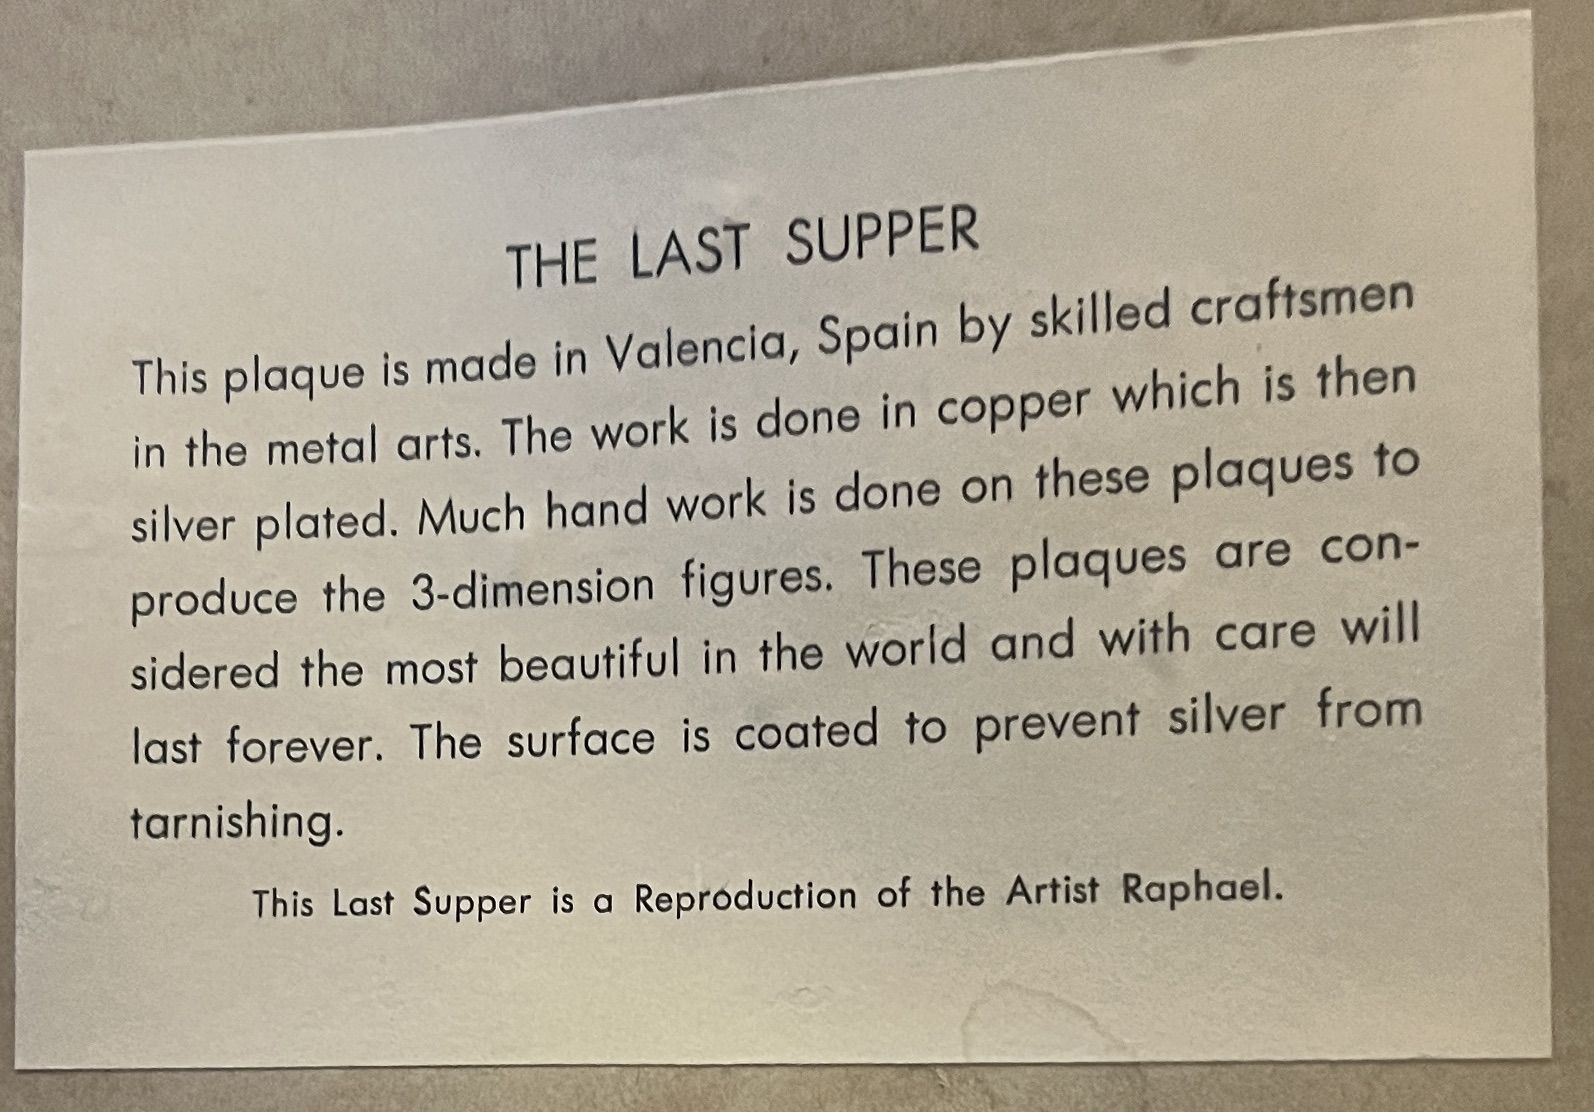 THE LAST SUPPER
This plaque is made in Valencia, Spain by skilled craftsmen
in the metal arts. The work is done in copper which is then
silver plated. Much hand work is done on these plaques to
produce the 3-dimension figures. These plaques are con-
sidered the most beautiful in the world and with care will
last forever. The surface is coated to prevent silver from
tarnishing.
This Last Supper is a Reproduction of the Artist Raphael.